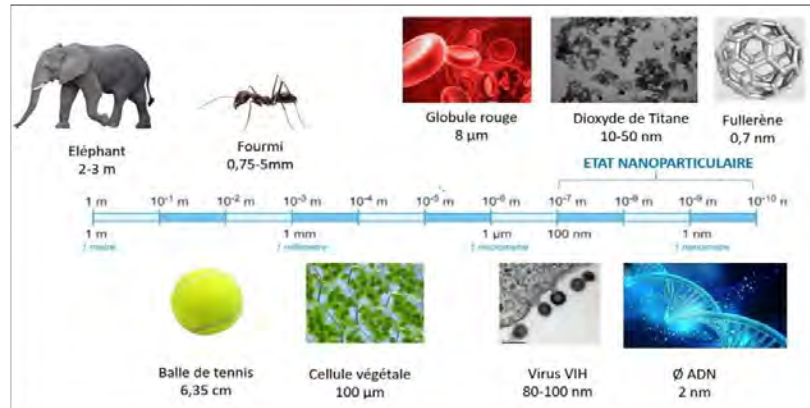 Eléphant
2-3 m
Fourmi
0,75-5mm
Globule rouge
8 µm
Dioxyde de Titane
10-50 nm
Fullerène
0,7 nm
ETAT NANOPARTICULAIRE
1 m 10⁻¹ m 10⁻² m 10⁻³ m 10⁻⁴ m 10⁻⁵ m 10⁻⁶ m 10⁻⁷ m 10⁻⁸ m 10⁻⁹ m 10⁻¹⁰ m
1 m 1 mm 1 µm 100 nm 1 nm
1 mètre 1 millimètre 1 micromètre 1 nanomètre
Balle de tennis
6,35 cm
Cellule végétale
100 µm
Virus VIH
80-100 nm
Ø ADN
2 nm